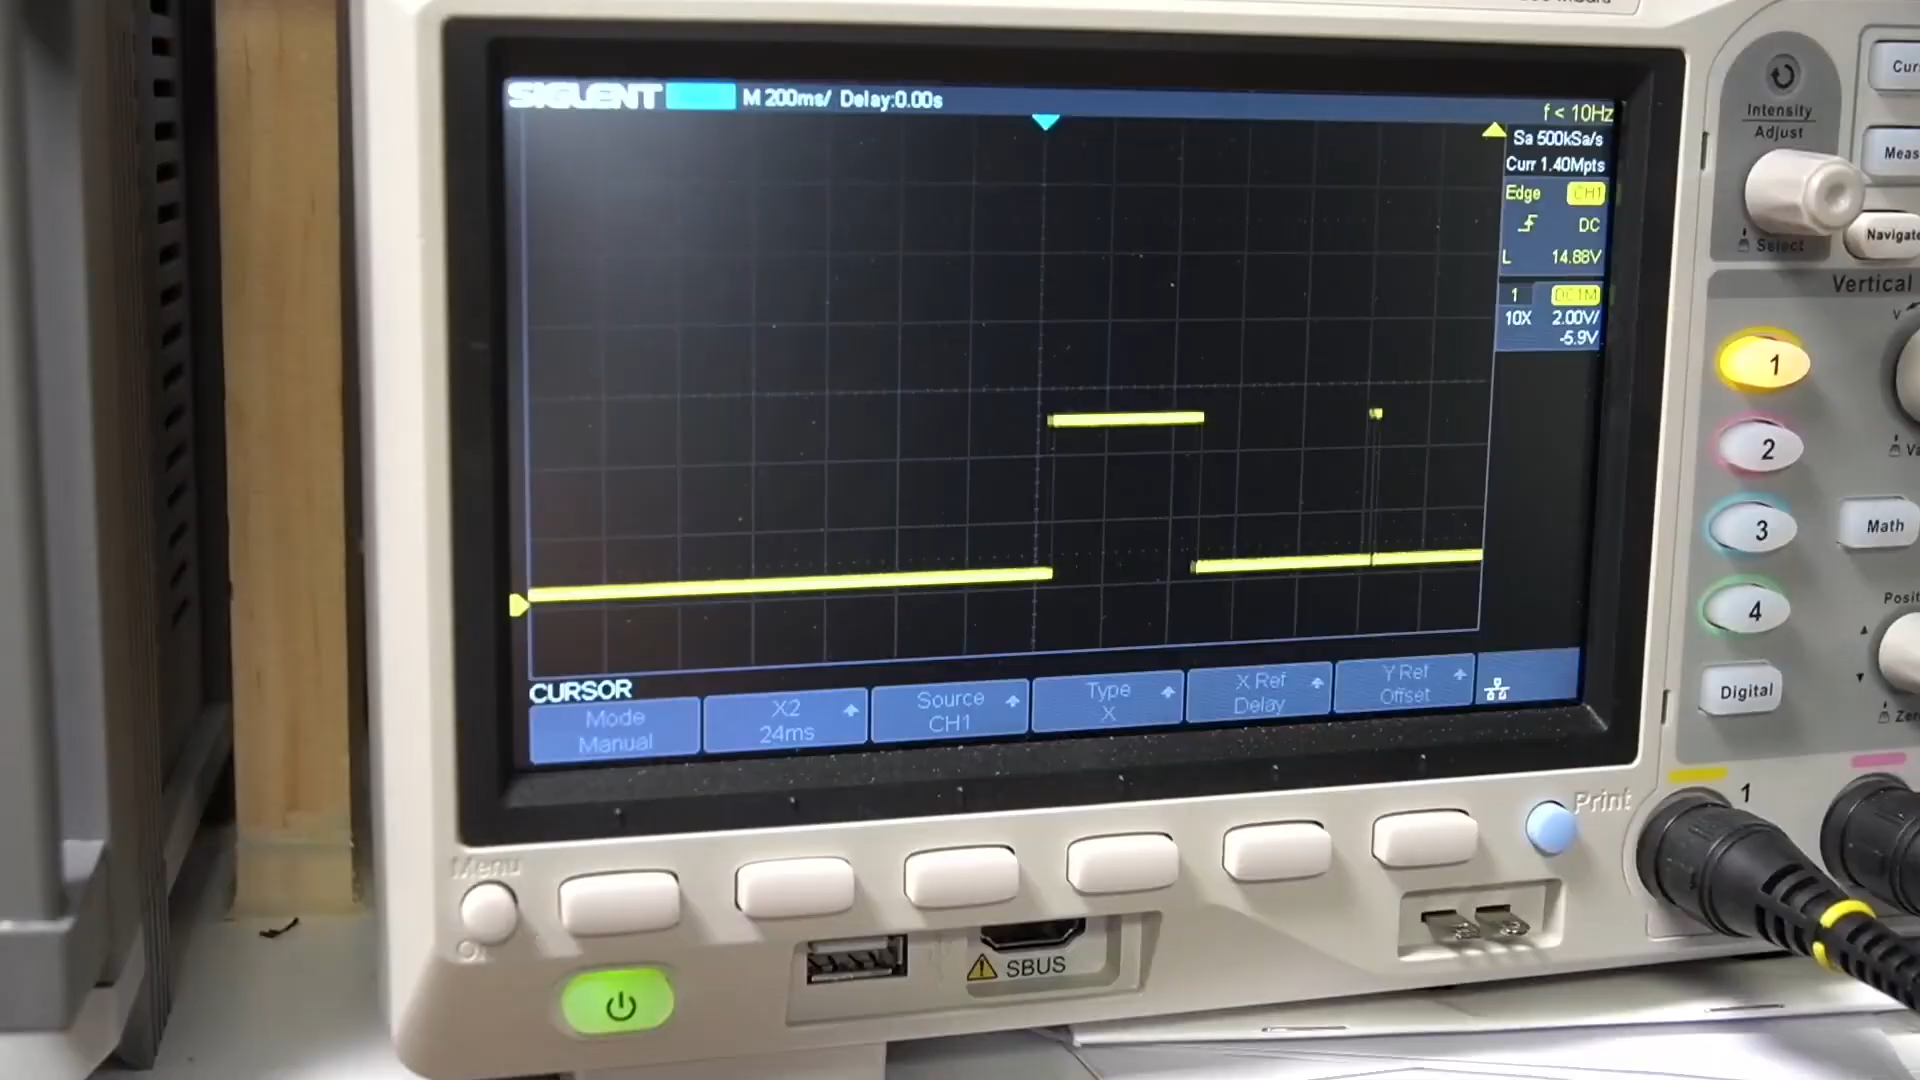 SIGLENT M 200ms/ Delay:0.00s
f < 10Hz
Sa 500kSa/s
Curr 1.40Mpts
Edge CH1
DC
L 14.88V
1 DC1M
10X 2.00V/
-5.9V
CURSOR
Mode
Manual
X2
24ms
Source
CH1
Type
X
X Ref
Delay
Y Ref
Offset
Menu
Print
SBUS
Intensity
Adjust
Select
Navigate
Vertical
1
2
3
4
Math
Digital
1